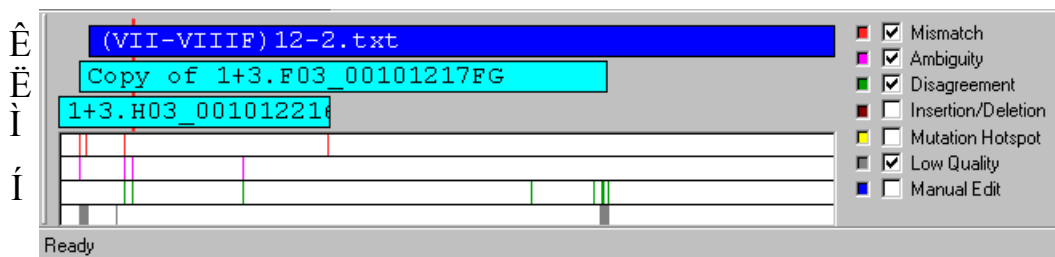 Ê
(VII-VIIIF)12-2.txt
Ë
Copy of 1+3.F03_00101217FG
Ì
1+3.H03_00101221
Í
Mismatch
Ambiguity
Disagreement
Insertion/Deletion
Mutation Hotspot
Low Quality
Manual Edit
Ready